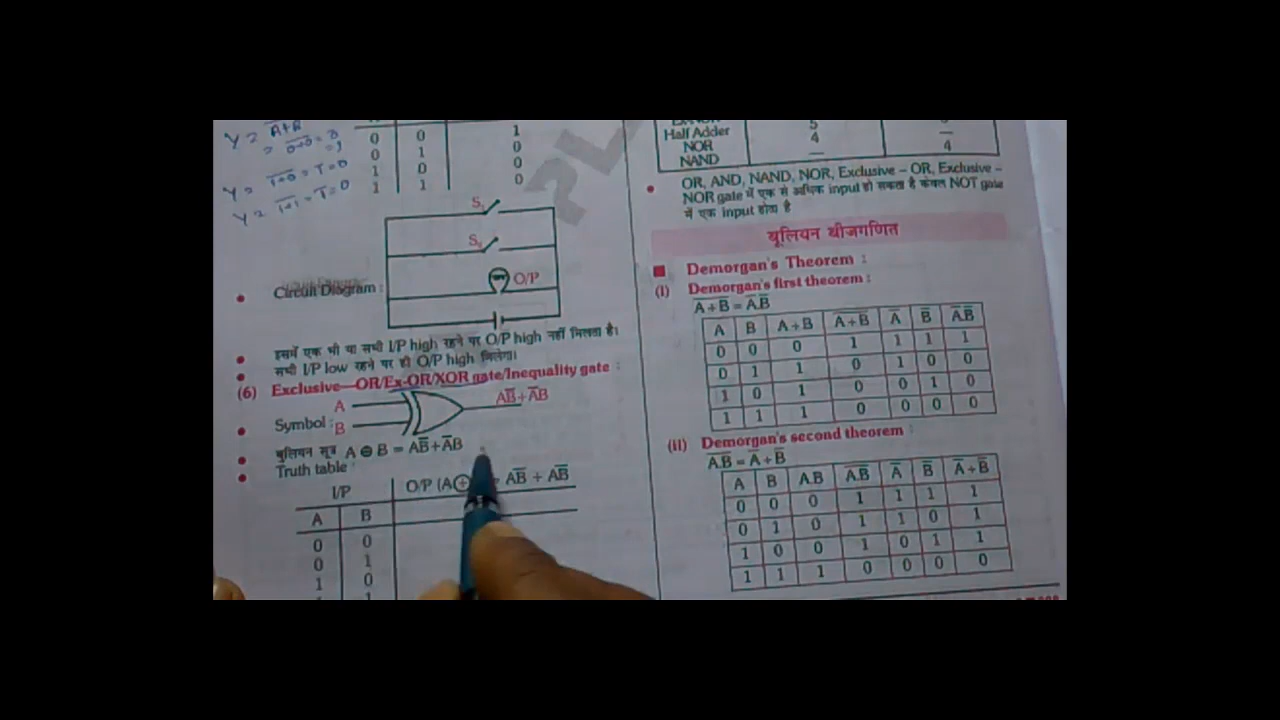 Y = A+B
= 0+0 = 0
= 1
Y = 1+0 = 1 = 0
Y = 1+1 = 1 = 0
0 0 1
0 1 0
1 0 0
1 1 0
S₁
S₂
O/P
• Circuit Diagram :
• इसमें एक भी या सभी I/P high रहने पर O/P high नहीं मिलता है।
• सभी I/P low रहने पर ही O/P high मिलेगा।
(6) Exclusive—OR/Ex-OR/XOR gate/Inequality gate :
A
B
AB̅+A̅B
• Symbol :
• बुलियन सूत्र A ⊕ B = AB̅+A̅B
• Truth table :
I/P O/P (A⊕ AB̅ + AB̅
A B
0 0
0 1
1 0
1 1
5
Half Adder 4 —
NOR 4
NAND —
• OR, AND, NAND, NOR, Exclusive – OR, Exclusive –
NOR gate में एक से अधिक input हो सकता है केवल NOT gate
में एक input होता है
बूलियन बीजगणित
■ Demorgan's Theorem :
(I) Demorgan's first theorem :
A̅+̅B̅ = A̅.B̅
A B A+B A̅+̅B̅ A̅ B̅ A̅.B̅
0 0 0 1 1 1 1
0 1 1 0 1 0 0
1 0 1 0 0 1 0
1 1 1 0 0 0 0
(II) Demorgan's second theorem :
A̅.̅B̅ = A̅+B̅
A B A.B A̅.̅B̅ A̅ B̅ A̅+B̅
0 0 0 1 1 1 1
0 1 0 1 1 0 1
1 0 0 1 0 1 1
1 1 1 0 0 0 0